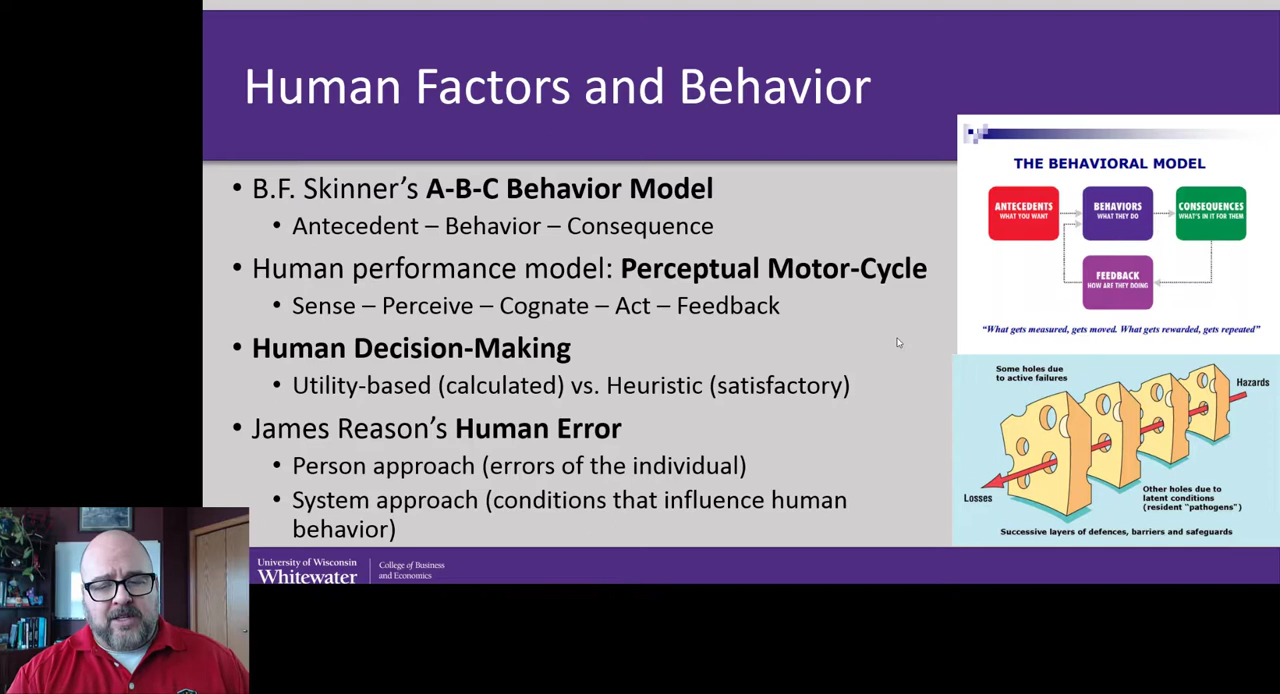 Human Factors and Behavior
• B.F. Skinner’s A-B-C Behavior Model
• Antecedent – Behavior – Consequence
• Human performance model: Perceptual Motor-Cycle
• Sense – Perceive – Cognate – Act – Feedback
• Human Decision-Making
• Utility-based (calculated) vs. Heuristic (satisfactory)
• James Reason’s Human Error
• Person approach (errors of the individual)
• System approach (conditions that influence human
behavior)
THE BEHAVIORAL MODEL
ANTECEDENTS
WHAT YOU WANT
BEHAVIORS
WHAT THEY DO
CONSEQUENCES
WHAT'S IN IT FOR THEM
FEEDBACK
HOW ARE THEY DOING
“What gets measured, gets moved. What gets rewarded, gets repeated”
Some holes due
to active failures
Hazards
Losses
Other holes due to
latent conditions
(resident “pathogens”)
Successive layers of defences, barriers and safeguards
University of Wisconsin
Whitewater
College of Business
and Economics